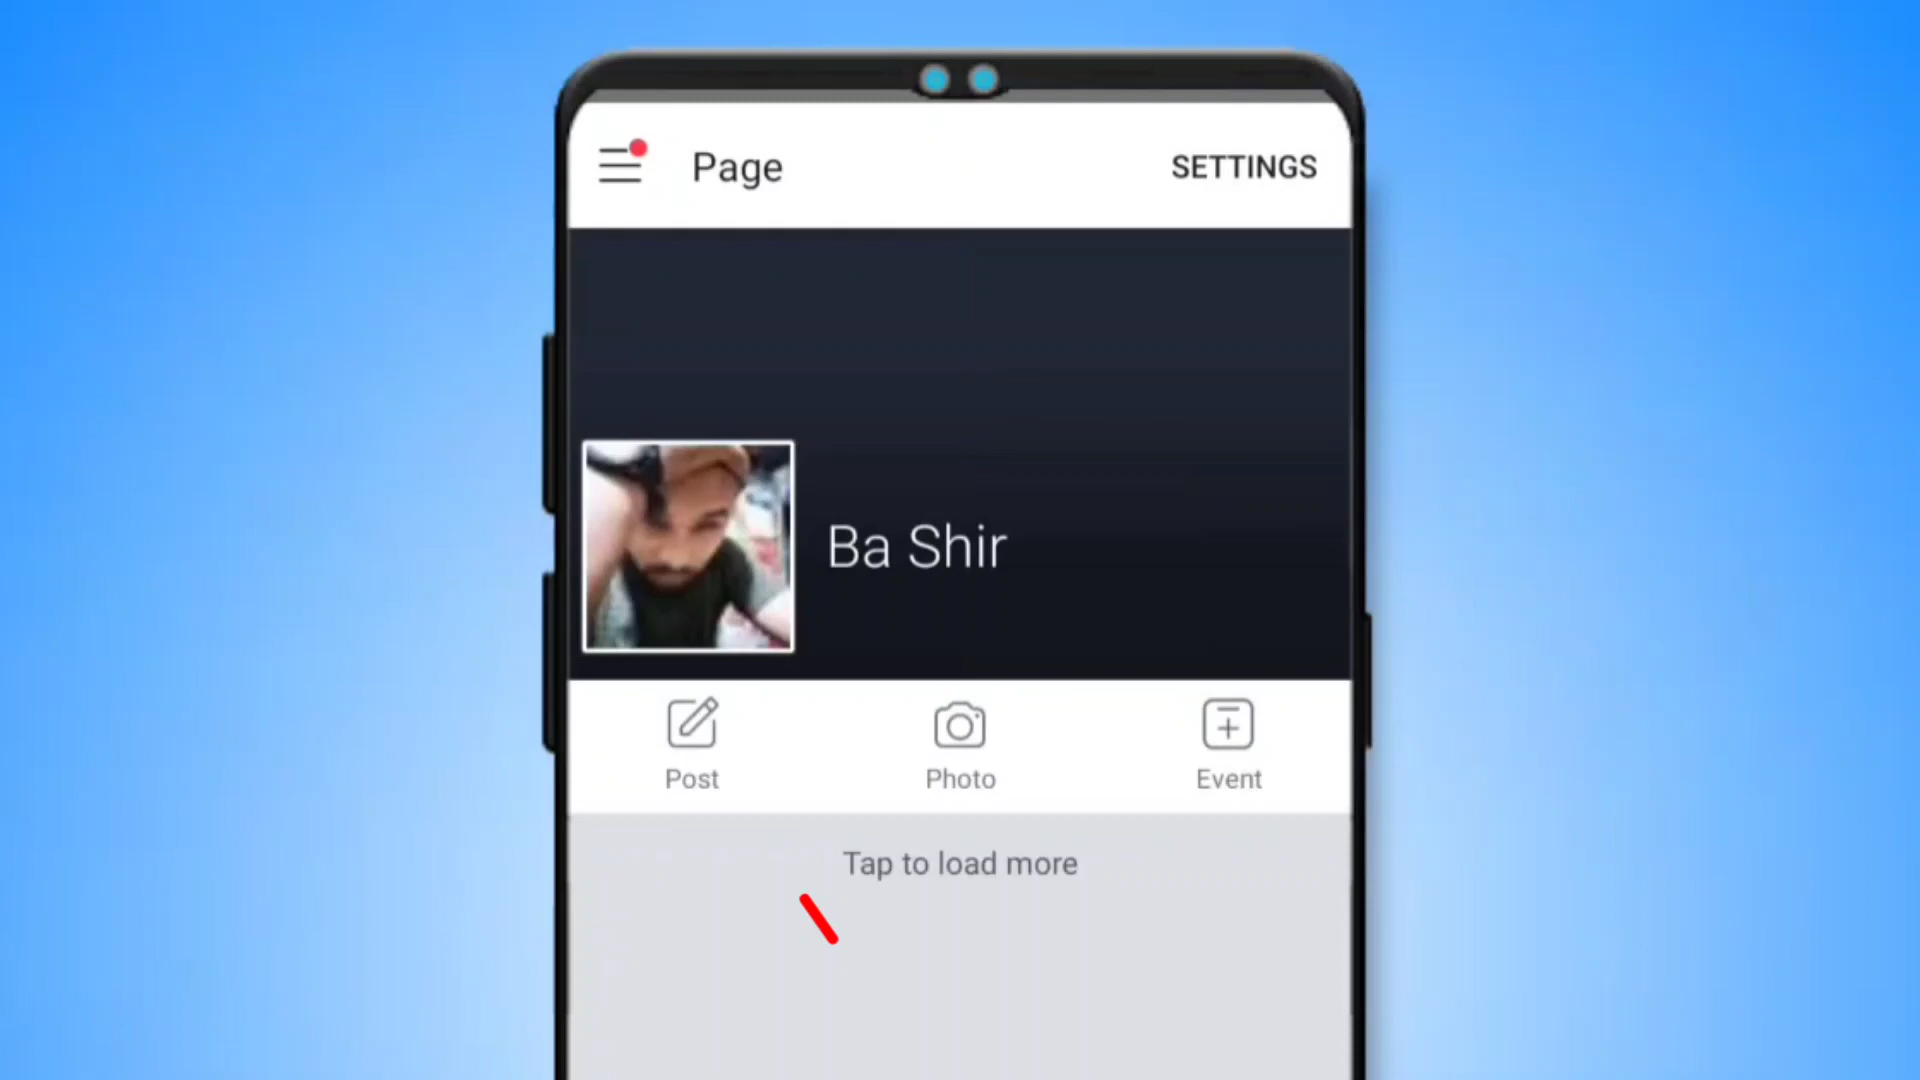 Page
SETTINGS
Ba Shir
Post
Photo
Event
Tap to load more